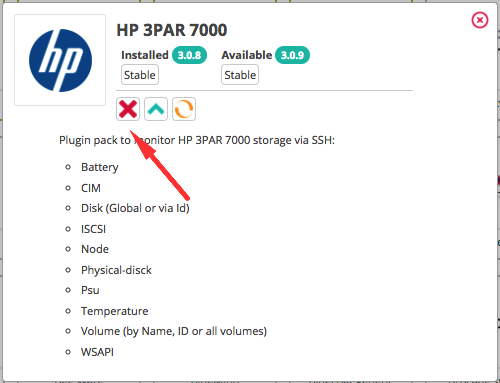 hp
HP 3PAR 7000
Installed 3.0.8 Available 3.0.9
Stable Stable
Plugin pack to monitor HP 3PAR 7000 storage via SSH:
Battery
CIM
Disk (Global or via Id)
ISCSI
Node
Physical-disck
Psu
Temperature
Volume (by Name, ID or all volumes)
WSAPI